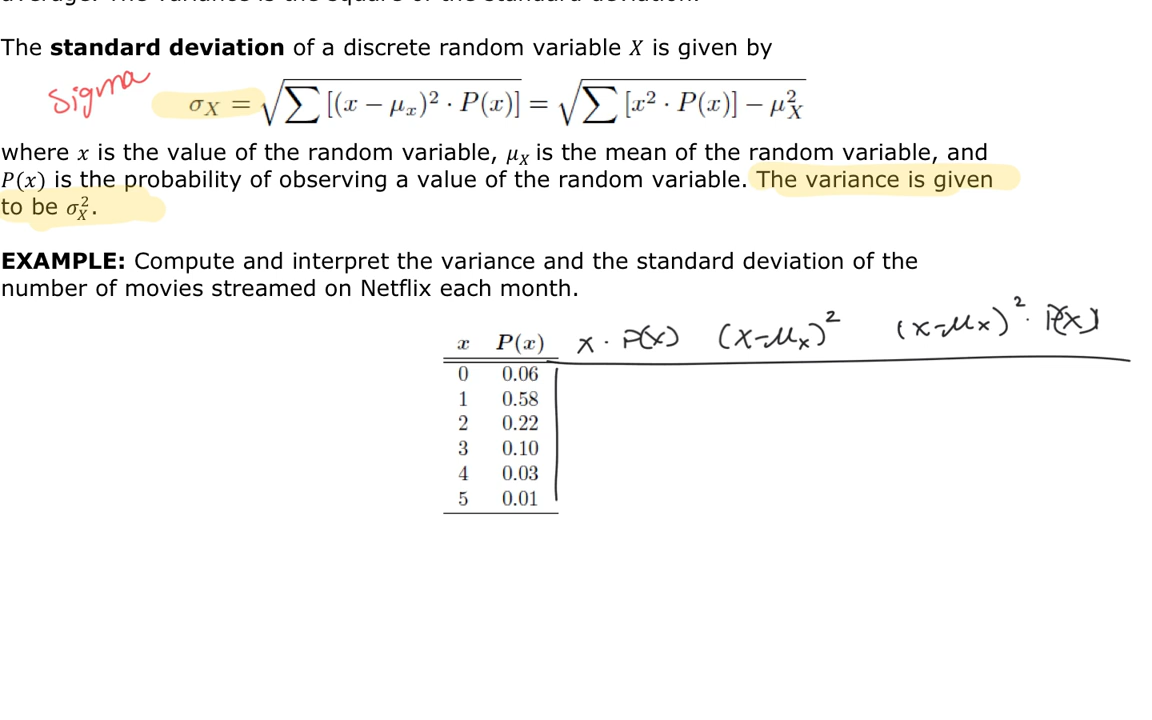 The standard deviation of a discrete random variable X is given by
Sigma
σX = √∑ [(x − μx)² · P(x)] = √∑ [x² · P(x)] − μ²X
where x is the value of the random variable, μX is the mean of the random variable, and
P(x) is the probability of observing a value of the random variable. The variance is given
to be σ²X.
EXAMPLE: Compute and interpret the variance and the standard deviation of the
number of movies streamed on Netflix each month.
x P(x) x · P(x) (x-μx)² (x-μx)² · P(x)
0 0.06
1 0.58
2 0.22
3 0.10
4 0.03
5 0.01